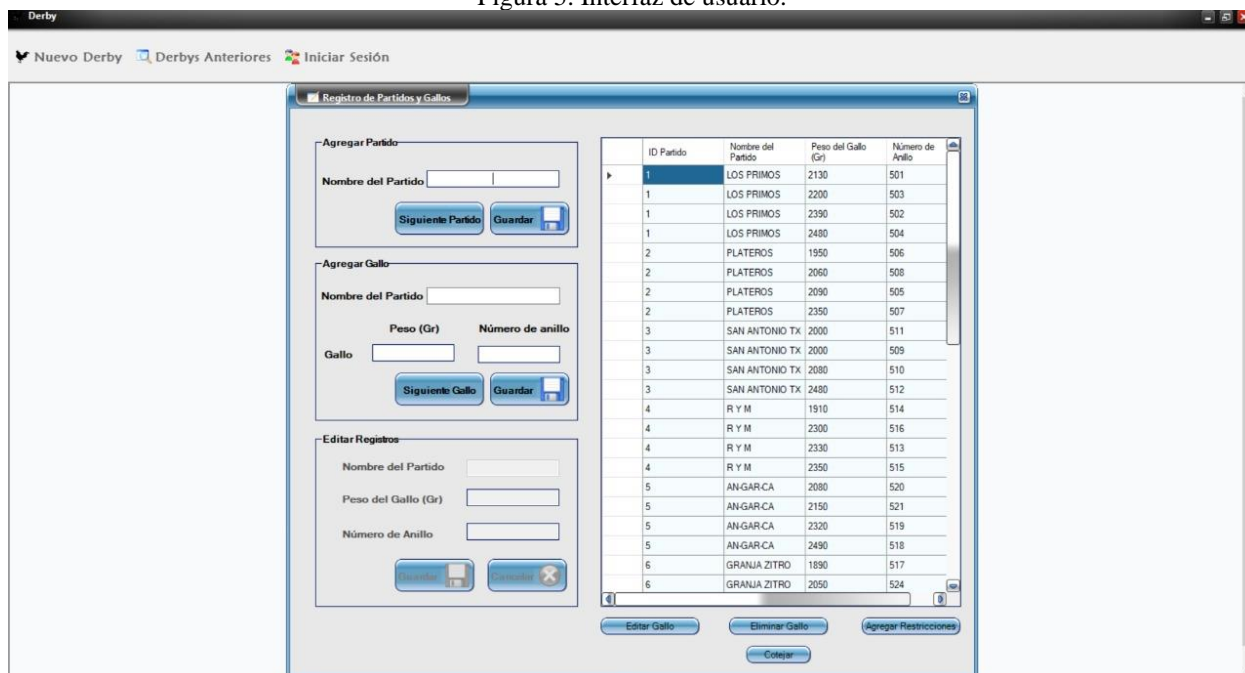 Figura 3. Interfaz de usuario.
Derby
Nuevo Derby Derbys Anteriores Iniciar Sesión
Registro de Partidos y Gallos
Agregar Partido
Nombre del Partido
Siguiente Partido Guardar
Agregar Gallo
Nombre del Partido
Peso (Gr) Número de anillo
Gallo
Siguiente Gallo Guardar
Editar Registros
Nombre del Partido
Peso del Gallo (Gr)
Número de Anillo
Guardar Cancelar
ID Partido Nombre del Partido Peso del Gallo (Gr) Número de Anillo
1 LOS PRIMOS 2130 501
1 LOS PRIMOS 2200 503
1 LOS PRIMOS 2390 502
1 LOS PRIMOS 2480 504
2 PLATEROS 1950 506
2 PLATEROS 2060 508
2 PLATEROS 2090 505
2 PLATEROS 2350 507
3 SAN ANTONIO TX 2000 511
3 SAN ANTONIO TX 2000 509
3 SAN ANTONIO TX 2080 510
3 SAN ANTONIO TX 2480 512
4 R Y M 1910 514
4 R Y M 2300 516
4 R Y M 2330 513
4 R Y M 2350 515
5 AN-GAR-CA 2080 520
5 AN-GAR-CA 2150 521
5 AN-GAR-CA 2320 519
5 AN-GAR-CA 2490 518
6 GRANJA ZITRO 1890 517
6 GRANJA ZITRO 2050 524
Editar Gallo Eliminar Gallo Agregar Restricciones
Cotejar